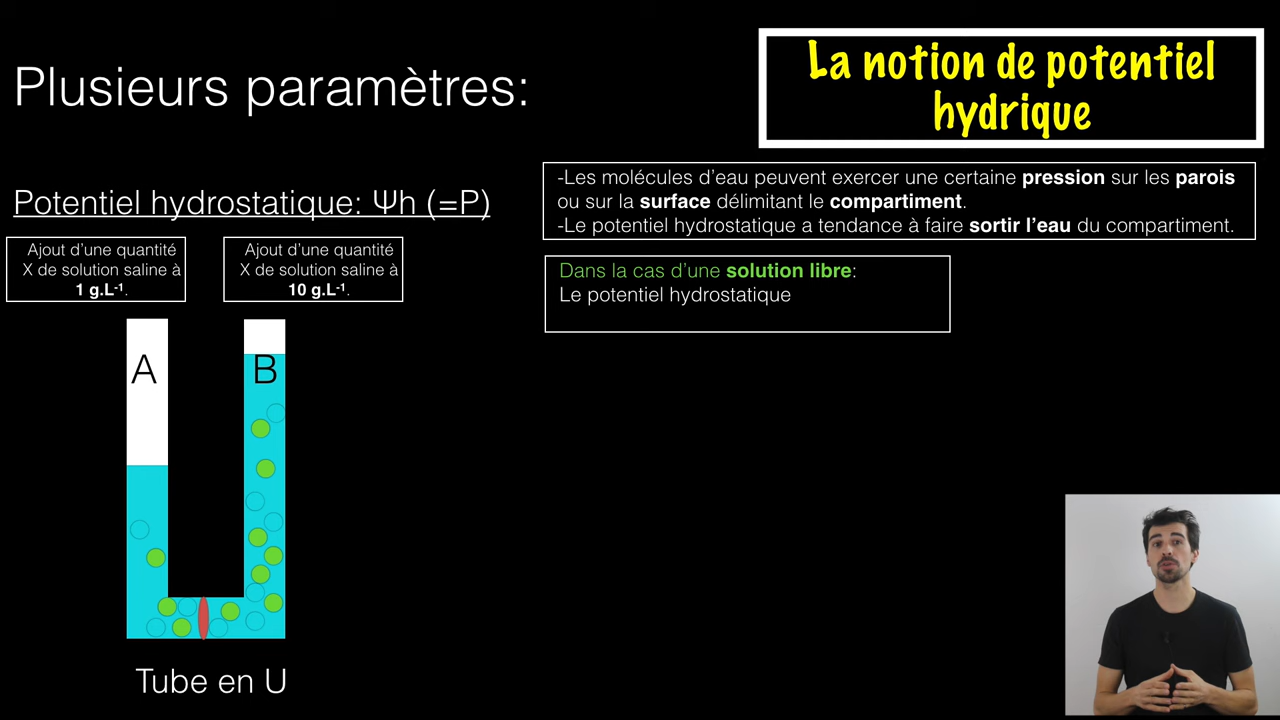 Plusieurs paramètres:
La notion de potentiel
hydrique
Potentiel hydrostatique: Ψh (=P)
-Les molécules d'eau peuvent exercer une certaine pression sur les parois
ou sur la surface délimitant le compartiment.
-Le potentiel hydrostatique a tendance à faire sortir l'eau du compartiment.
Ajout d'une quantité
X de solution saline à
1 g.L⁻¹.
Ajout d'une quantité
X de solution saline à
10 g.L⁻¹.
Dans la cas d'une solution libre:
Le potentiel hydrostatique
A
B
Tube en U